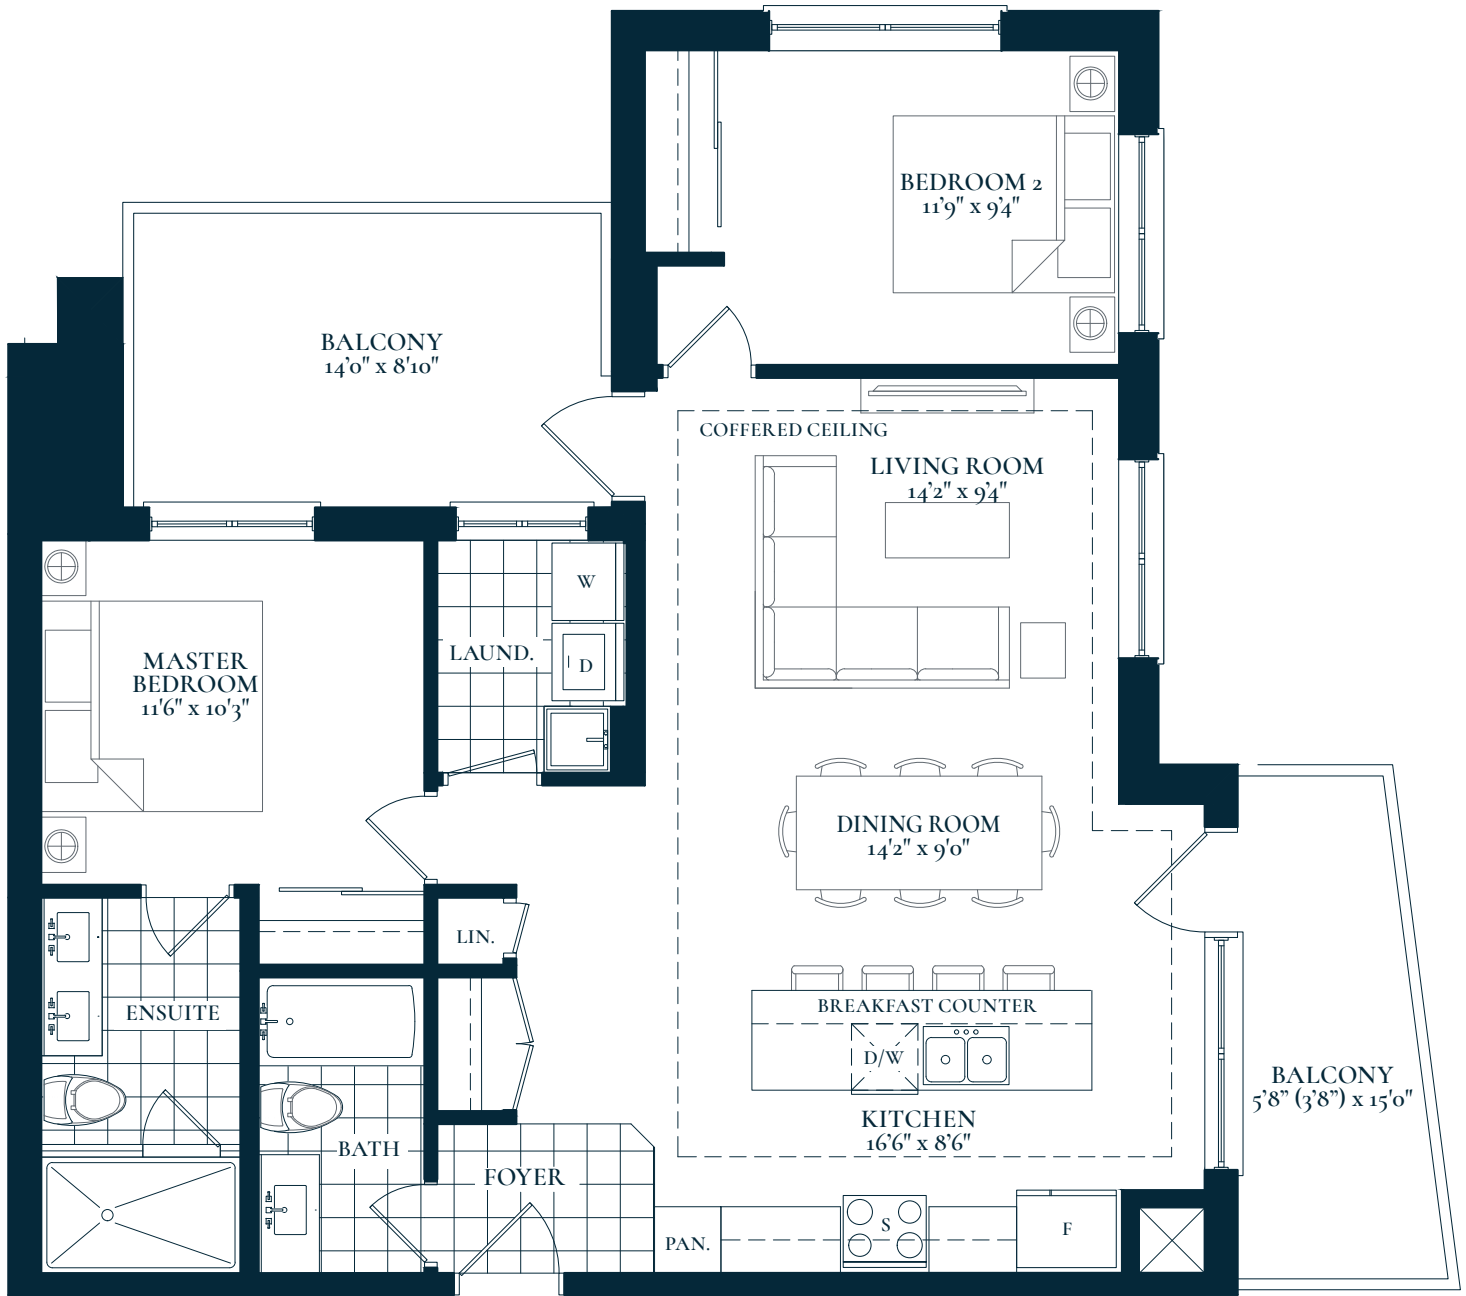 BEDROOM 2
11'9" x 9'4"
BALCONY
14'0" x 8'10"
COFFERED CEILING
LIVING ROOM
14'2" x 9'4"
W
LAUND.
D
MASTER
BEDROOM
11'6" x 10'3"
DINING ROOM
14'2" x 9'0"
LIN.
ENSUITE
BREAKFAST COUNTER
D/W
BALCONY
5'8” (3'8”) x 15'0"
KITCHEN
16'6" x 8'6"
BATH
FOYER
PAN.
S
F